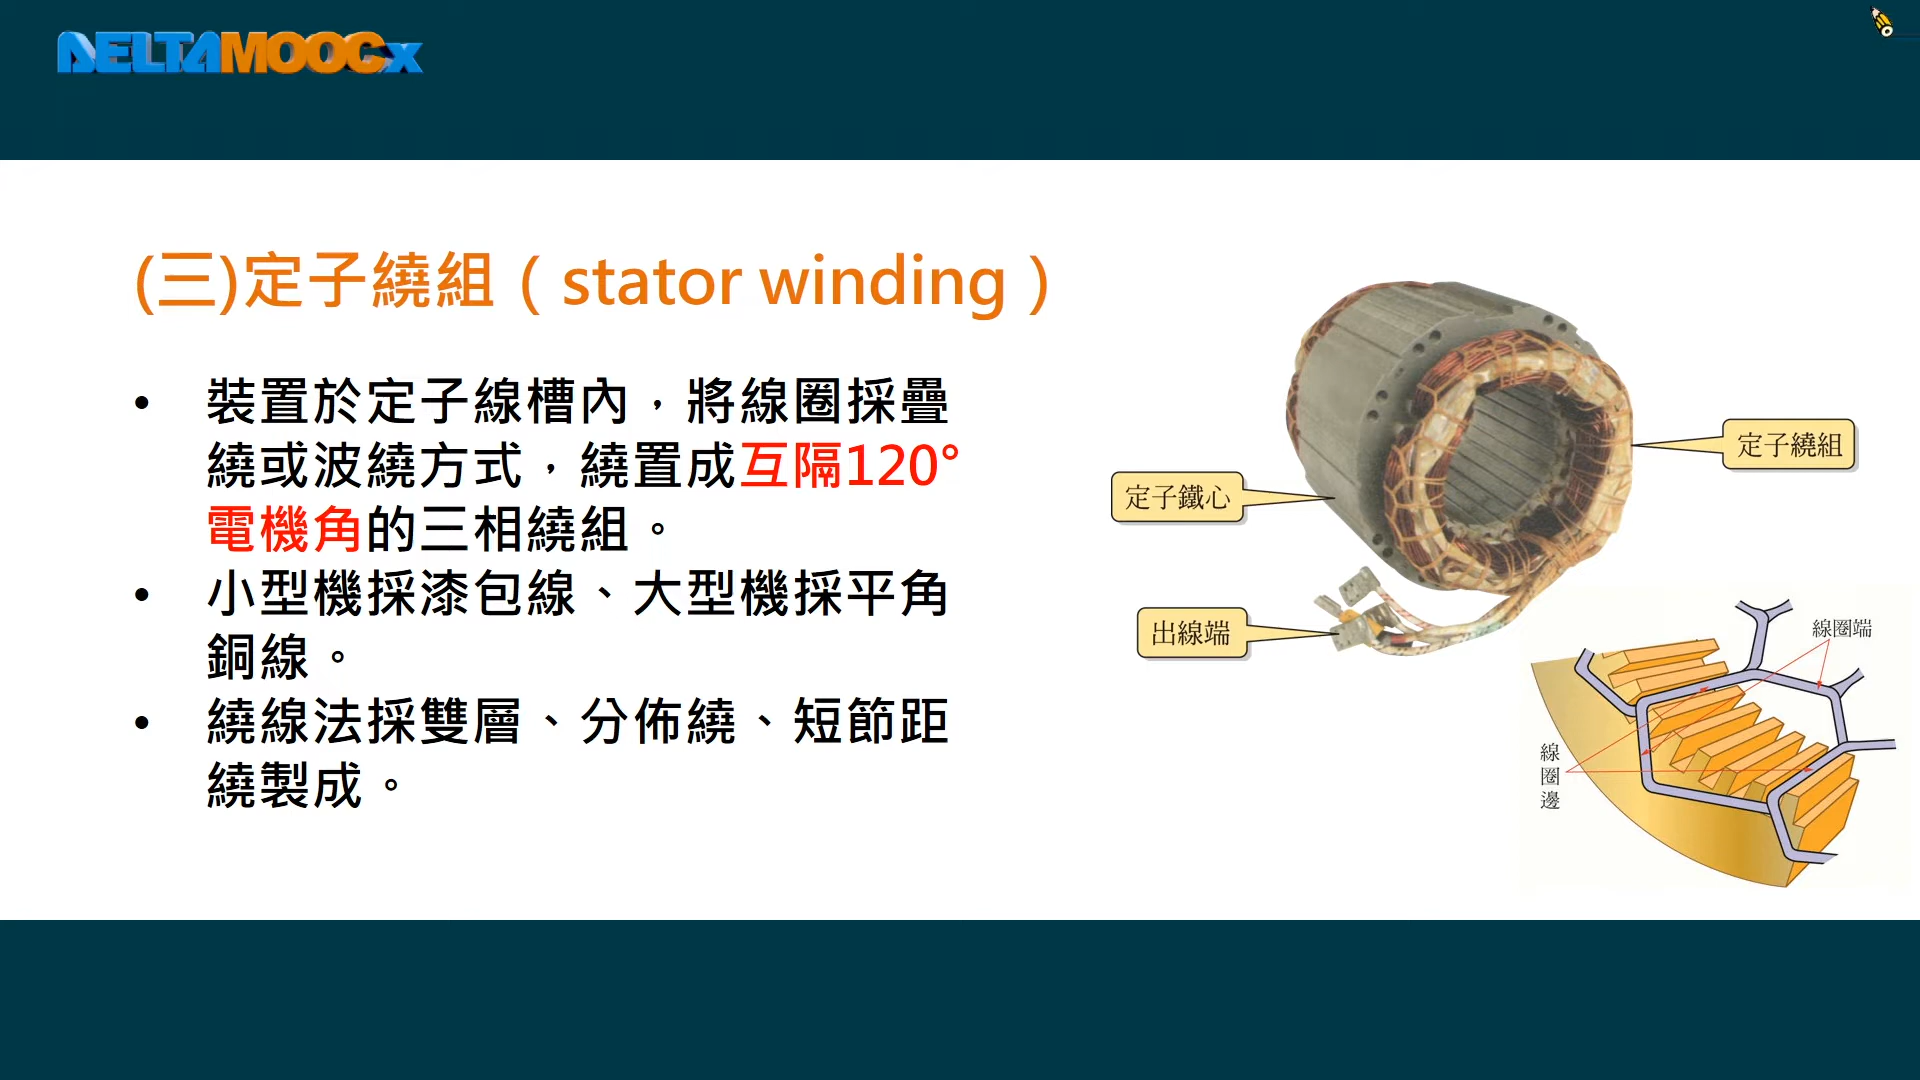 DELTAMOOCx
(三)定子繞組（stator winding）
• 裝置於定子線槽內，將線圈採疊
繞或波繞方式，繞置成互隔120°
電機角的三相繞組。
• 小型機採漆包線、大型機採平角
銅線。
• 繞線法採雙層、分佈繞、短節距
繞製成。
定子繞組
定子鐵心
出線端
線圈端
線圈邊